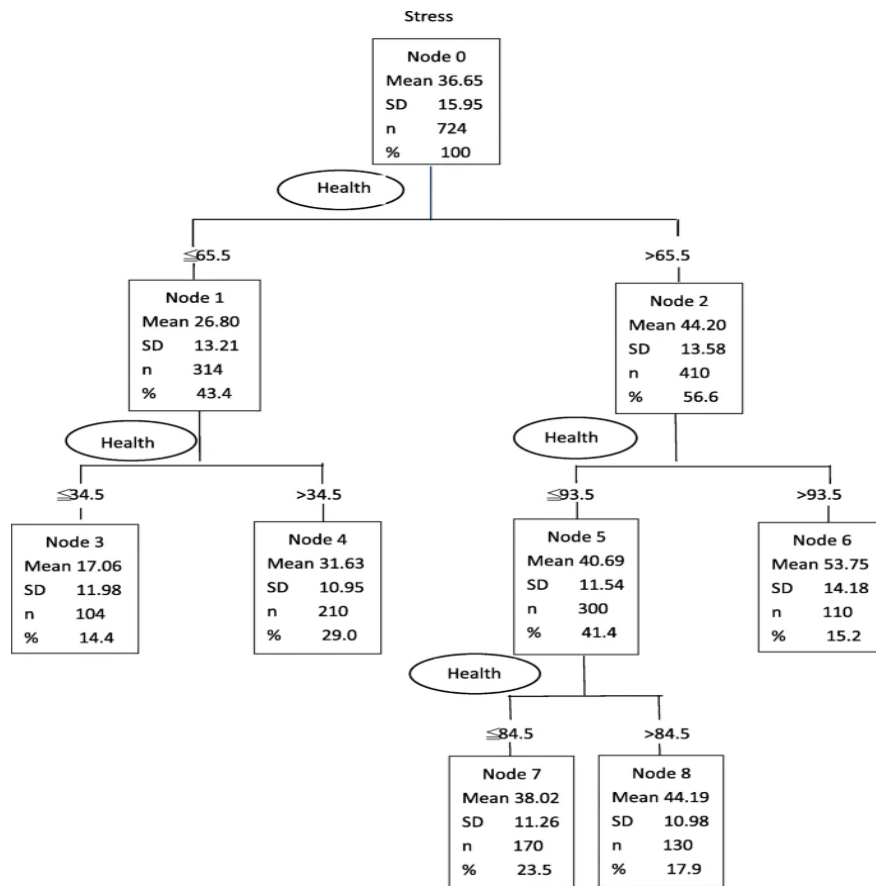 Stress
Node 0
Mean 36.65
SD 15.95
n 724
% 100
Health
≦65.5
>65.5
Node 1
Mean 26.80
SD 13.21
n 314
% 43.4
Node 2
Mean 44.20
SD 13.58
n 410
% 56.6
Health
Health
≦34.5
>34.5
≦93.5
>93.5
Node 3
Mean 17.06
SD 11.98
n 104
% 14.4
Node 4
Mean 31.63
SD 10.95
n 210
% 29.0
Node 5
Mean 40.69
SD 11.54
n 300
% 41.4
Node 6
Mean 53.75
SD 14.18
n 110
% 15.2
Health
≦84.5
>84.5
Node 7
Mean 38.02
SD 11.26
n 170
% 23.5
Node 8
Mean 44.19
SD 10.98
n 130
% 17.9